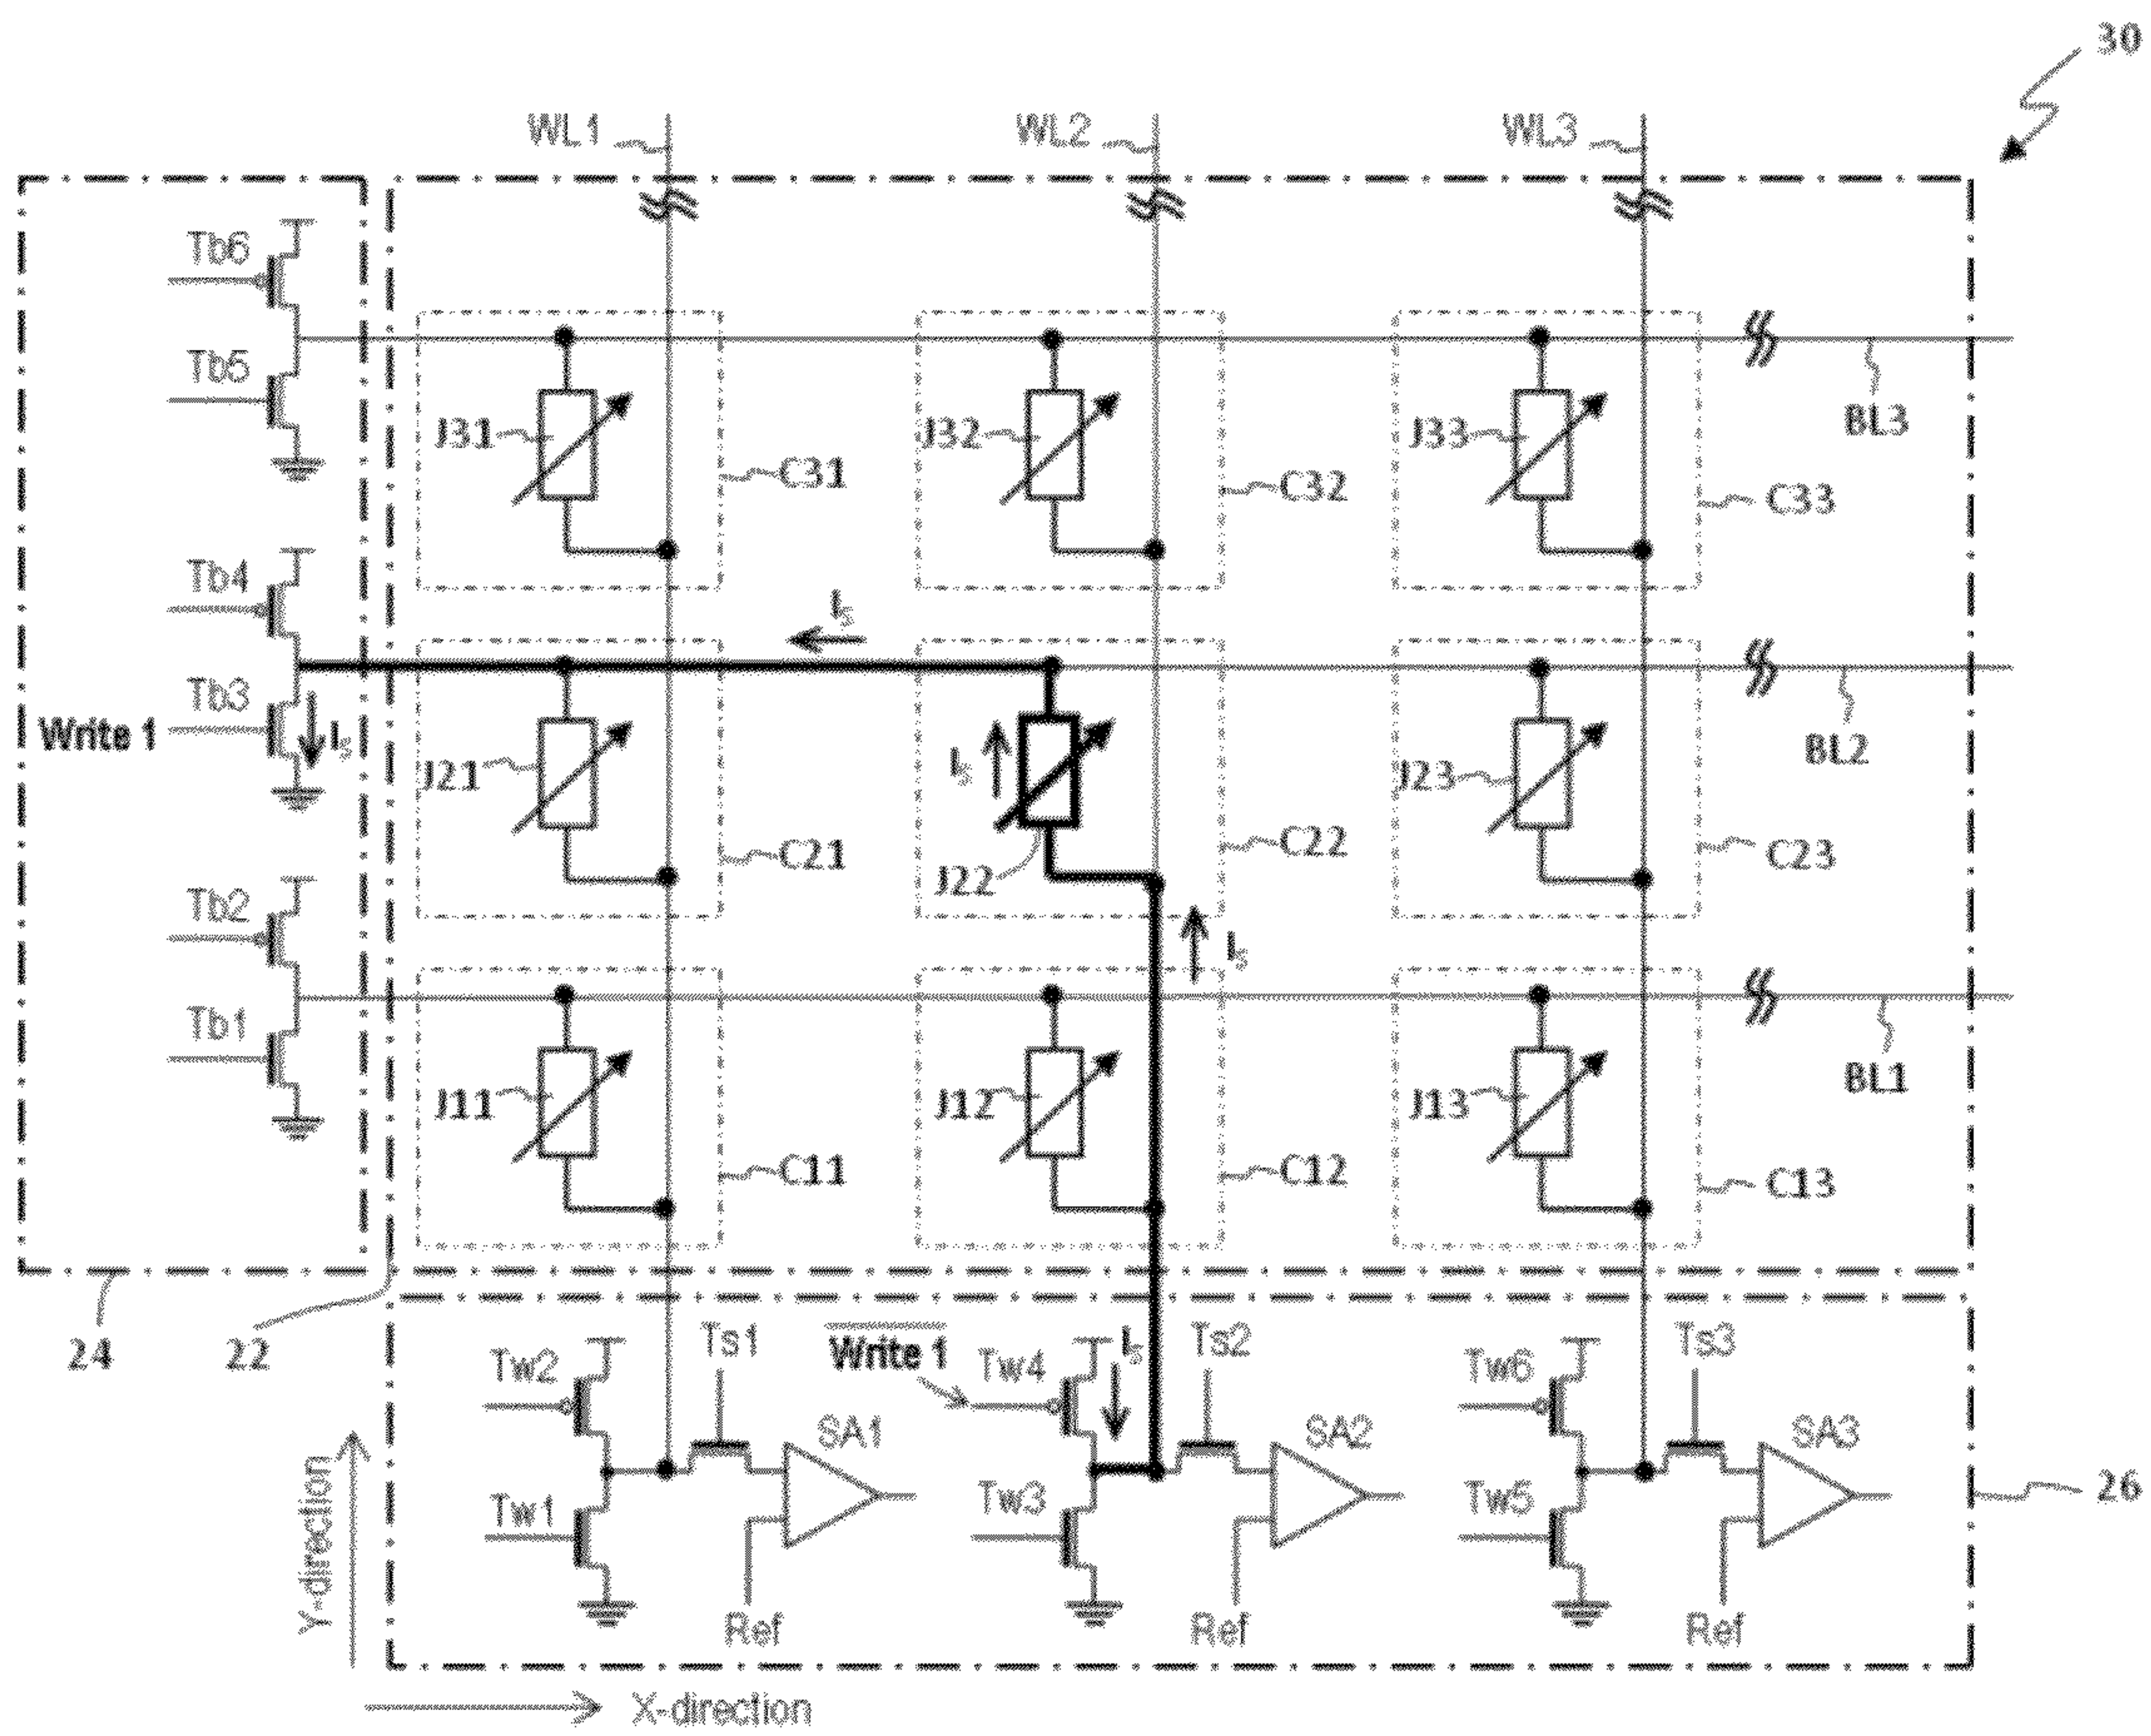 30
WL1 WL2 WL3
Tb6
Tb5
J31 J32 J33 BL3
C31 C32 C33
Tb4
Is
Tb3
Write 1 Is Is BL2
J21 J23
C21 C22 C23
J22
Tb2
Is
Tb1
J11 J12 J13 BL1
C11 C12 C13
24 22 Tw2 Ts1 Write 1 Tw4 Is Ts2 Tw6 Ts3
SA1 SA2 SA3
Tw1 Tw3 Tw5 26
Y-direction
Ref Ref Ref
X-direction